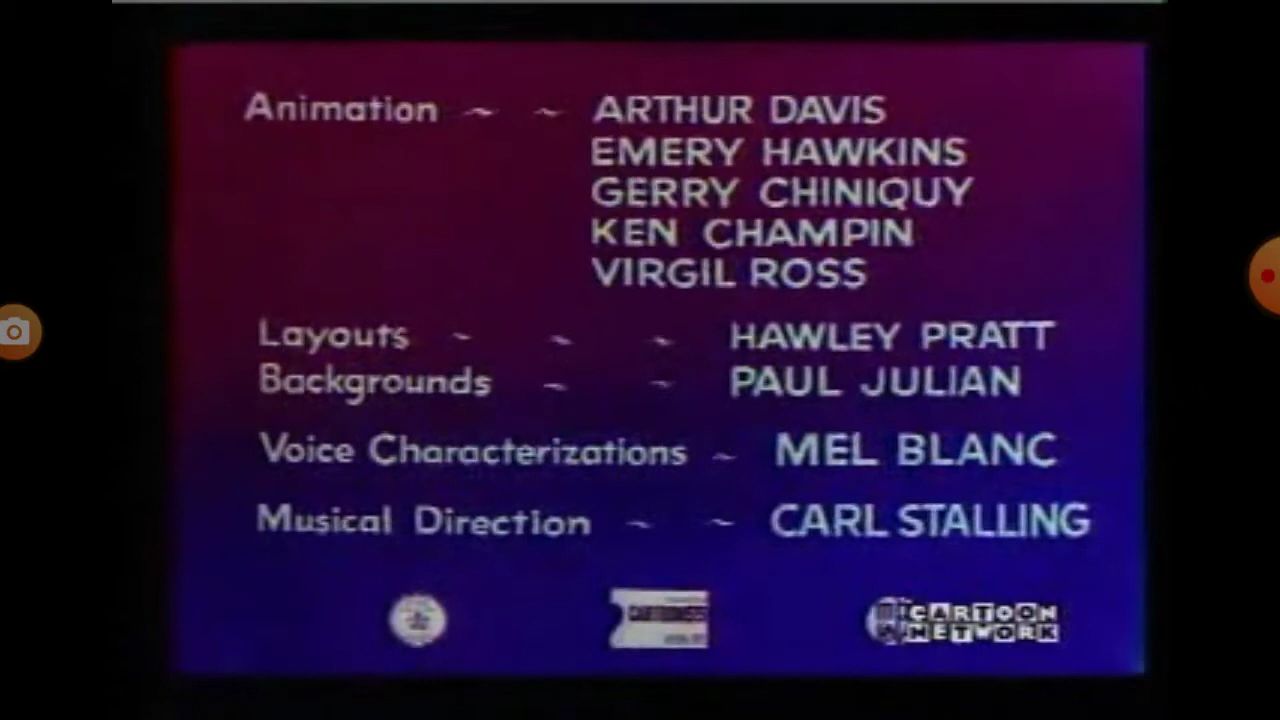 Animation ~ ~ ARTHUR DAVIS
EMERY HAWKINS
GERRY CHINIQUY
KEN CHAMPIN
VIRGIL ROSS
Layouts ~ ~ ~ HAWLEY PRATT
Backgrounds ~ ~ PAUL JULIAN
Voice Characterizations ~ MEL BLANC
Musical Direction ~ ~ CARL STALLING
CARTOON
NETWORK